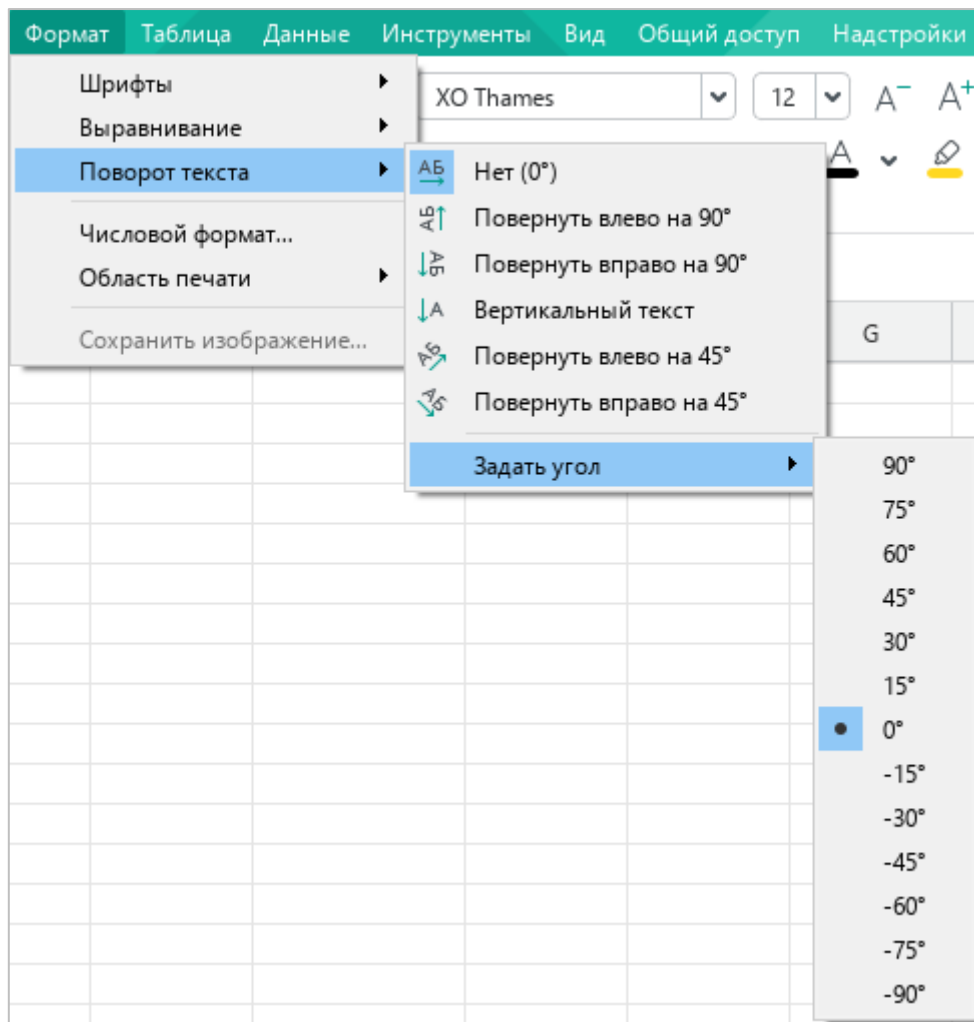 Формат Таблица Данные Инструменты Вид Общий доступ Надстройки
XO Thames 12 A− A+
Шрифты
Выравнивание
Поворот текста
Числовой формат...
Область печати
Сохранить изображение...
АБ Нет (0°)
АБ Повернуть влево на 90°
АБ Повернуть вправо на 90°
А Вертикальный текст
АБ Повернуть влево на 45°
АБ Повернуть вправо на 45°
Задать угол
A
G
90°
75°
60°
45°
30°
15°
0°
-15°
-30°
-45°
-60°
-75°
-90°